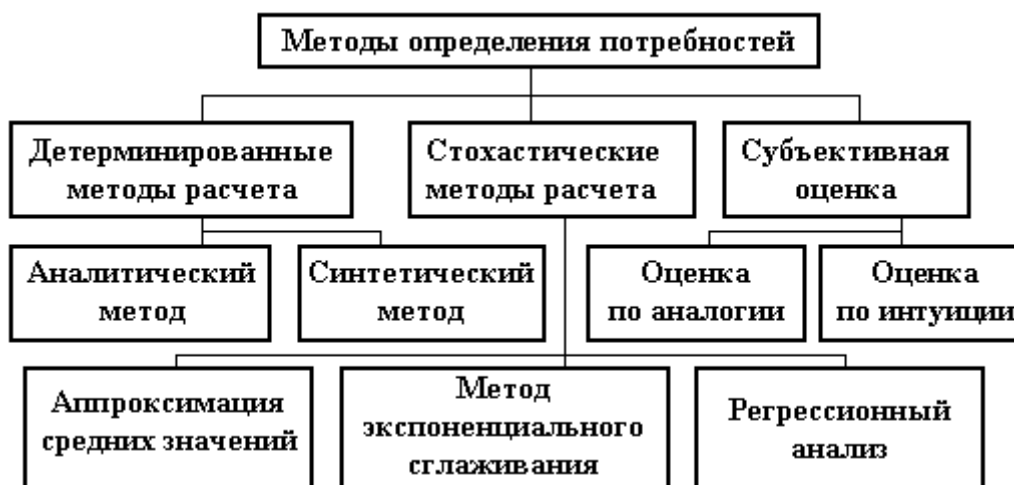 Методы определения потребностей
Детерминированные
методы расчета
Стохастические
методы расчета
Субъективная
оценка
Аналитический
метод
Синтетический
метод
Оценка
по аналогии
Оценка
по интуиции
Аппроксимация
средних значений
Метод
экспоненциального
сглаживания
Регрессионный
анализ